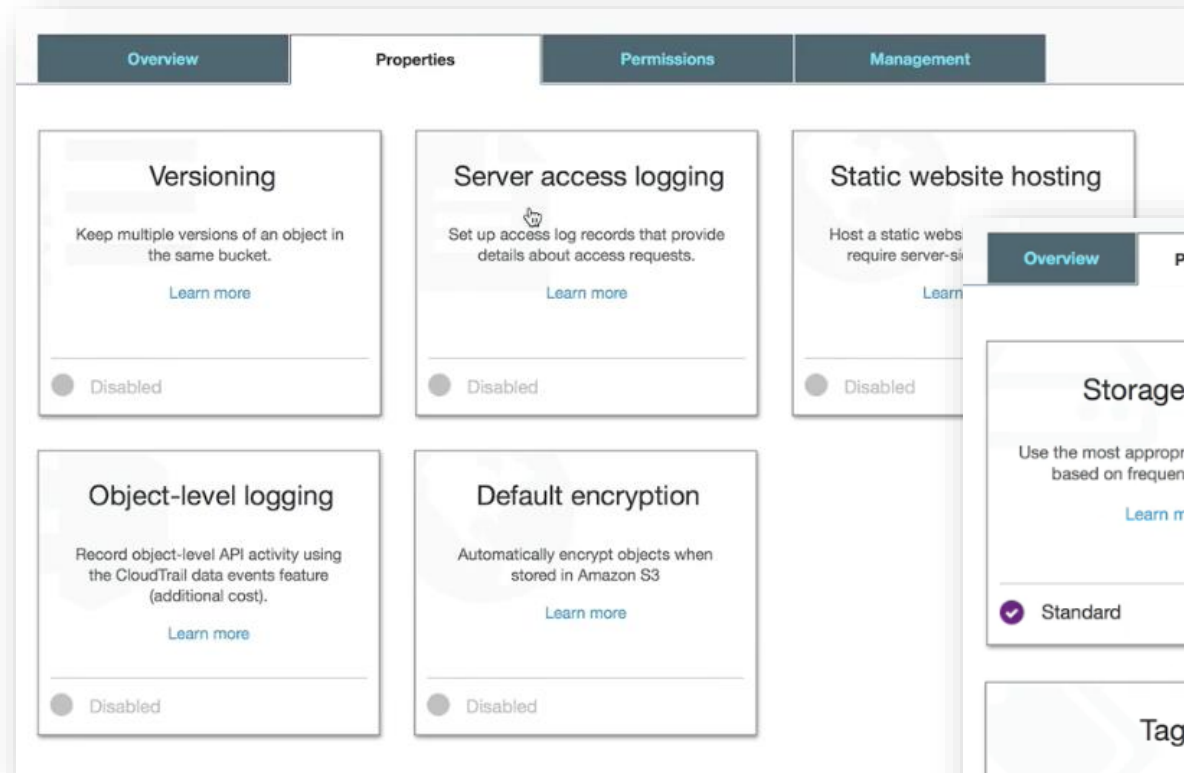 Overview
Properties
Permissions
Management
Versioning
Keep multiple versions of an object in
the same bucket.
Learn more
Disabled
Server access logging
Set up access log records that provide
details about access requests.
Learn more
Disabled
Static website hosting
Host a static webs
require server-si
Learn
Disabled
Object-level logging
Record object-level API activity using
the CloudTrail data events feature
(additional cost).
Learn more
Disabled
Default encryption
Automatically encrypt objects when
stored in Amazon S3
Learn more
Disabled
Overview
P
Storage
Use the most appropr
based on frequen
Learn m
Standard
Tag